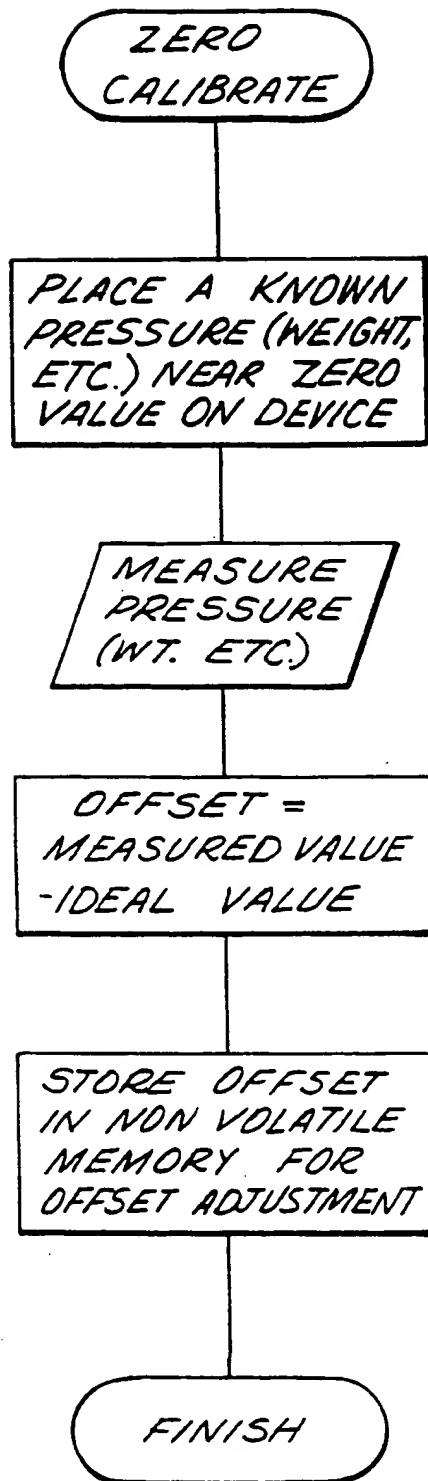 ZERO
CALIBRATE
PLACE A KNOWN
PRESSURE (WEIGHT,
ETC.) NEAR ZERO
VALUE ON DEVICE
MEASURE
PRESSURE
(WT. ETC.)
OFFSET =
MEASURED VALUE
-IDEAL VALUE
STORE OFFSET
IN NON VOLATILE
MEMORY FOR
OFFSET ADJUSTMENT
FINISH